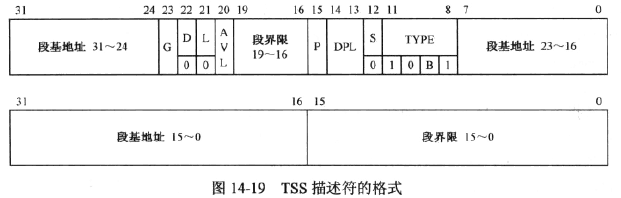 31 24 23 22 21 20 19 16 15 14 13 12 11 8 7 0
段基地址 31～24 G D L A V L 段界限 19～16 P DPL S TYPE 段基地址 23～16
0 0 0 1 0 B 1
31 16 15 0
段基地址 15～0 段界限 15～0
图 14-19 TSS 描述符的格式